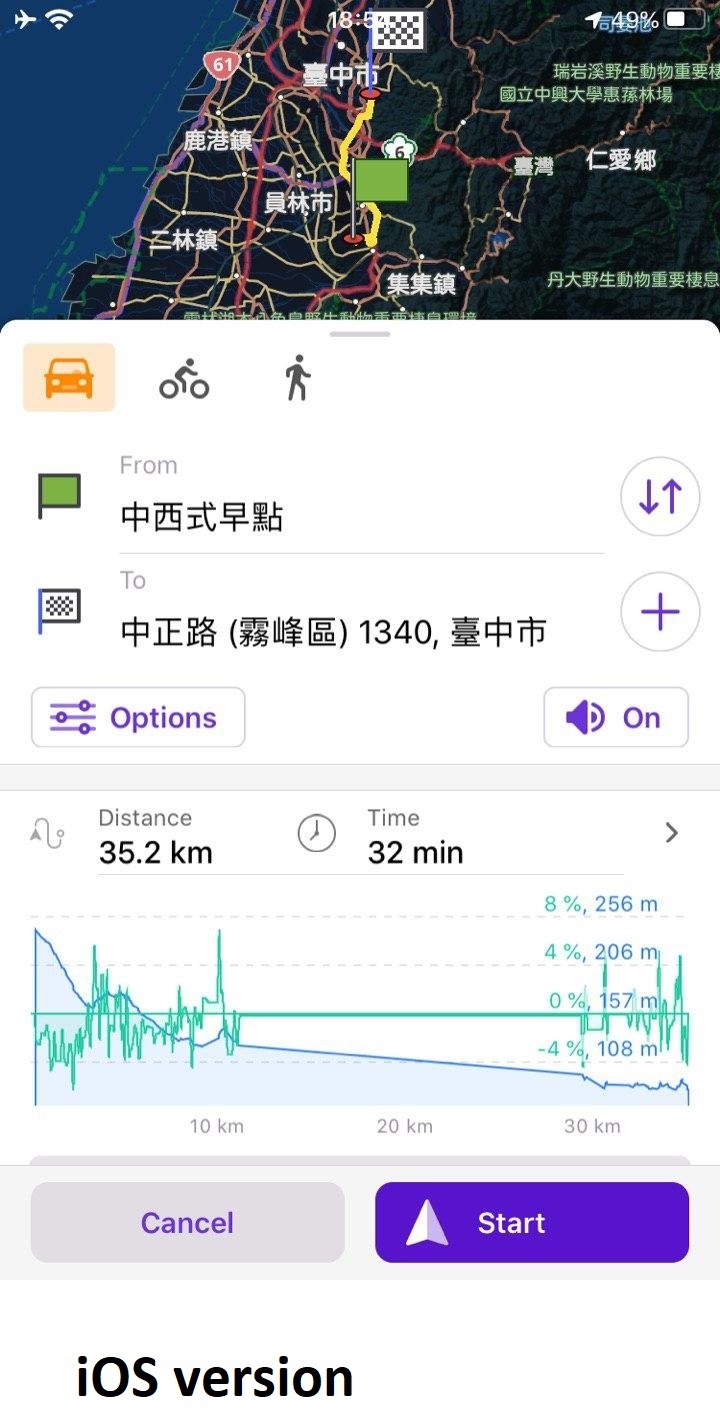 49%
61
臺中市
瑞岩溪野生動物重要棲
國立中興大學惠蓀林場
鹿港鎮
6
臺灣
仁愛鄉
員林市
二林鎮
集集鎮
丹大野生動物重要棲息
From
中西式早點
To
中正路 (霧峰區) 1340, 臺中市
Options
On
Distance
35.2 km
Time
32 min
8 %, 256 m
4 %, 206 m
0 %, 157 m
-4 %, 108 m
10 km
20 km
30 km
Cancel
Start
iOS version